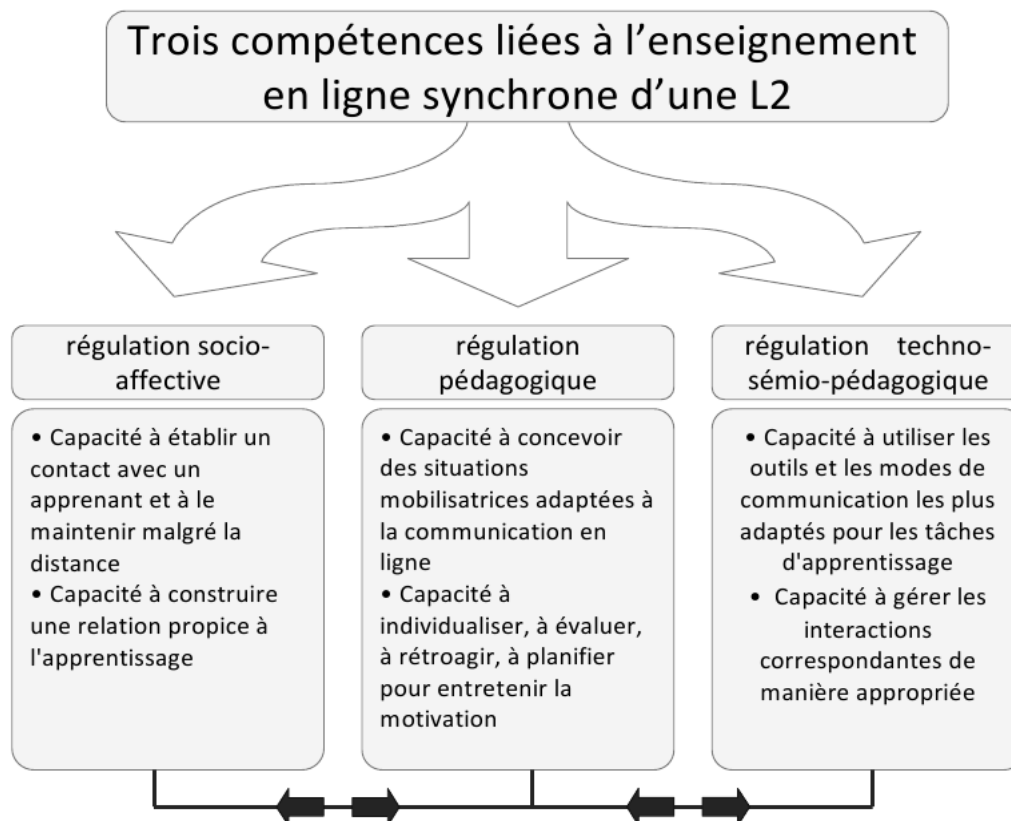 Trois compétences liées à l’enseignement
en ligne synchrone d’une L2
régulation socio-
affective
• Capacité à établir un
contact avec un
apprenant et à le
maintenir malgré la
distance
• Capacité à construire
une relation propice à
l'apprentissage
régulation
pédagogique
• Capacité à concevoir
des situations
mobilisatrices adaptées à
la communication en
ligne
• Capacité à
individualiser, à évaluer,
à rétroagir, à planifier
pour entretenir la
motivation
régulation techno-
sémio-pédagogique
• Capacité à utiliser les
outils et les modes de
communication les plus
adaptés pour les tâches
d'apprentissage
• Capacité à gérer les
interactions
correspondantes de
manière appropriée